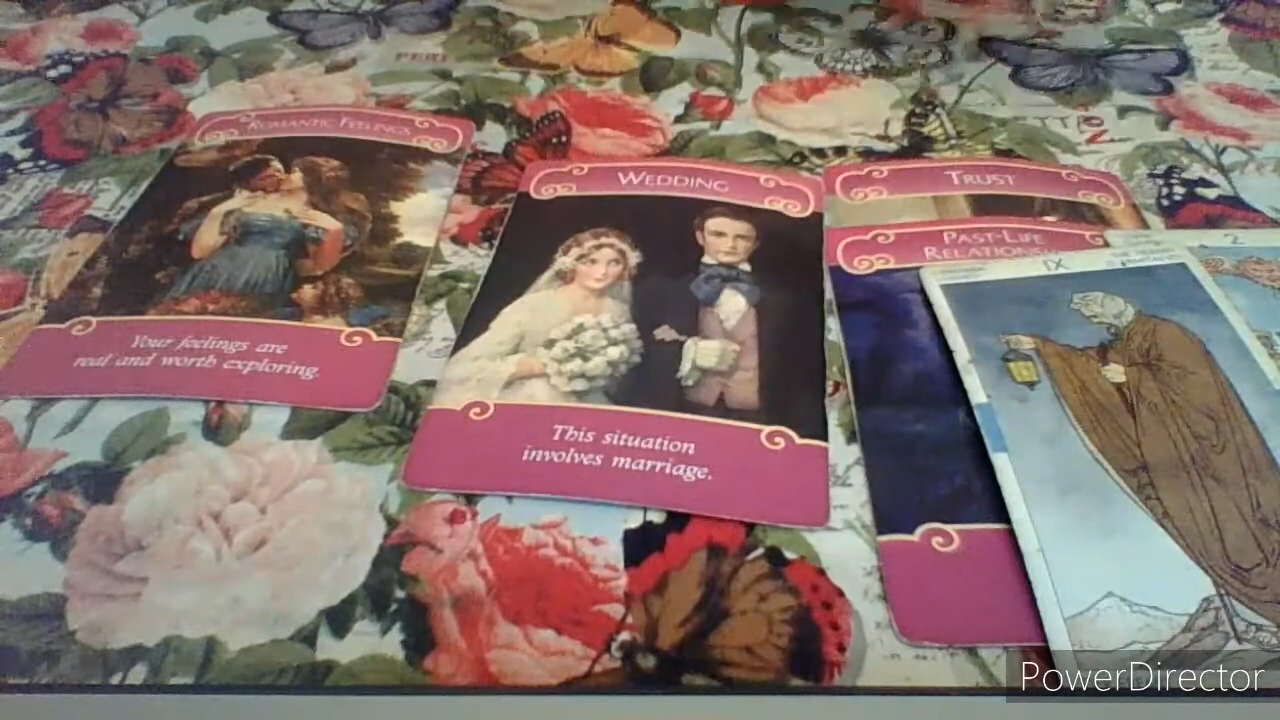 ROMANTIC FEELINGS
Your feelings are
real and worth exploring.
WEDDING
This situation
involves marriage.
TRUST
PAST-LIFE
IX
2
PowerDirector